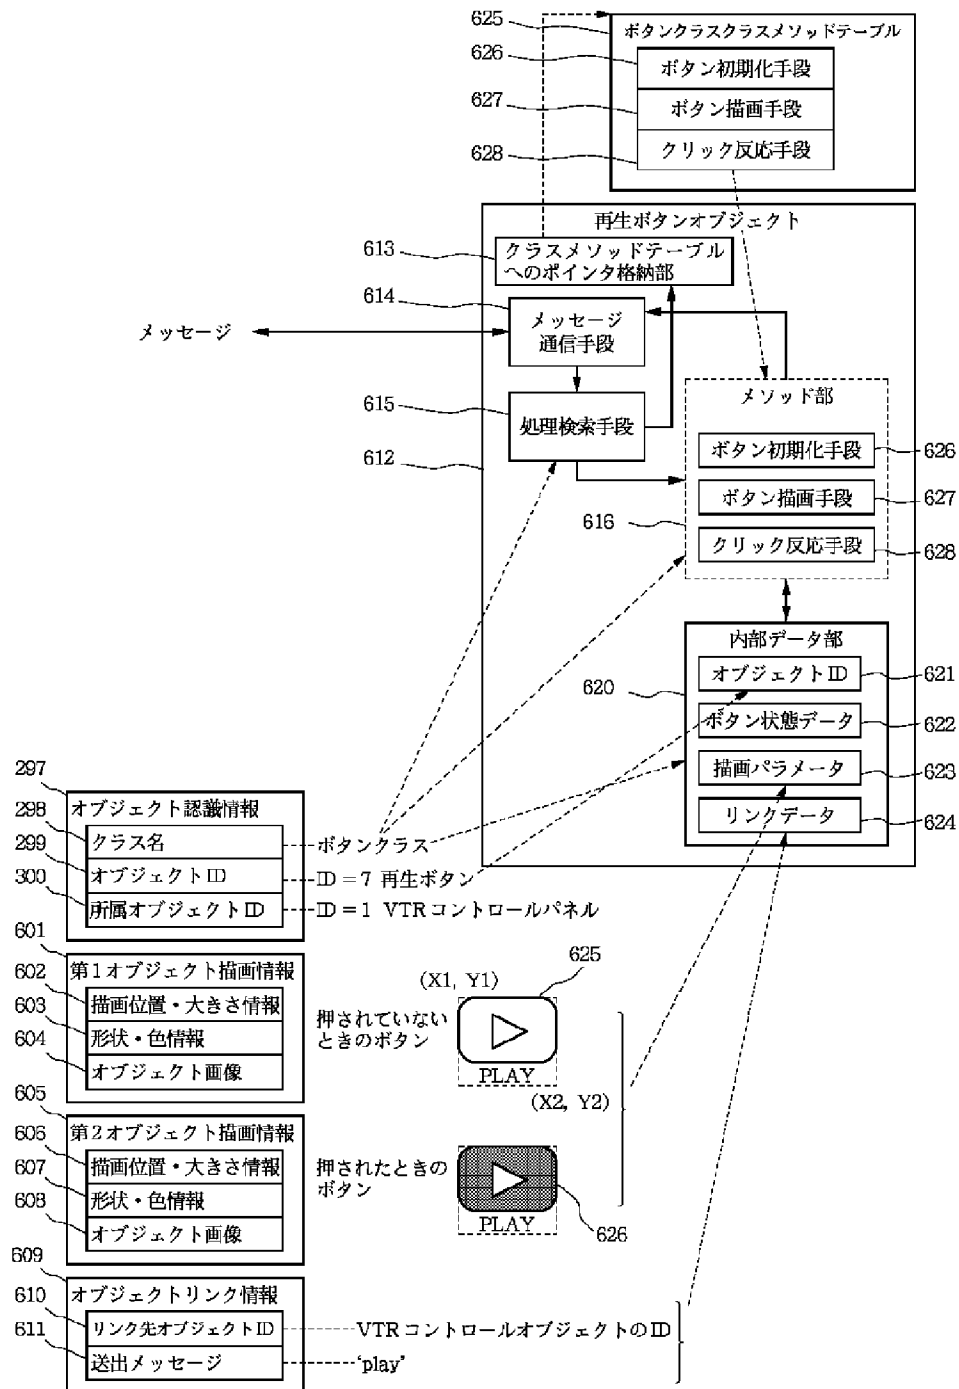 625
ボタンクラスクラスメソッドテーブル
626
ボタン初期化手段
627
ボタン描画手段
628
クリック反応手段
再生ボタンオブジェクト
613
クラスメソッドテーブル
へのポインタ格納部
614
メッセージ
メッセージ
通信手段
615
処理検索手段
612
メソッド部
ボタン初期化手段
626
ボタン描画手段
627
616
クリック反応手段
628
内部データ部
620
オブジェクトID
621
ボタン状態データ
622
描画パラメータ
623
リンクデータ
624
297
オブジェクト認識情報
298
クラス名
ボタンクラス
299
オブジェクトID
ID=7 再生ボタン
300
所属オブジェクトID
ID=1 VTRコントロールパネル
601
第1オブジェクト描画情報
602
描画位置・大きさ情報
603
形状・色情報
604
オブジェクト画像
押されていない
ときのボタン
(X1, Y1)
625
PLAY
(X2, Y2)
605
第2オブジェクト描画情報
606
描画位置・大きさ情報
607
形状・色情報
608
オブジェクト画像
押されたときの
ボタン
PLAY
626
609
オブジェクトリンク情報
610
リンク先オブジェクトID
VTRコントロールオブジェクトのID
611
送出メッセージ
'play'